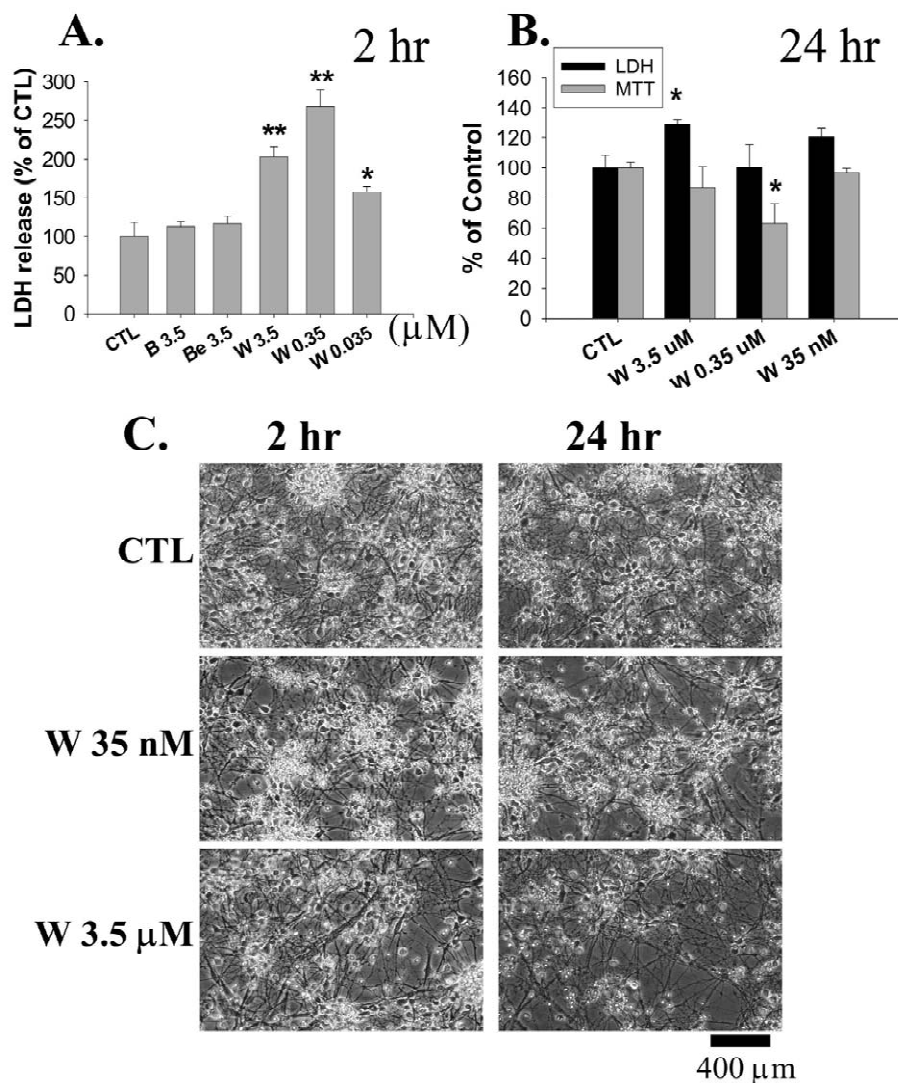 A.
2 hr
LDH release (% of CTL)
300
250
200
150
100
50
0
**
**
*
CTL
B 3.5
Be 3.5
W 3.5
W 0.35
W 0.035
(μM)
B.
24 hr
LDH
MTT
% of Control
160
140
120
100
80
60
40
20
0
*
*
CTL
W 3.5 uM
W 0.35 uM
W 35 nM
C.
2 hr
24 hr
CTL
W 35 nM
W 3.5 μM
400 μm